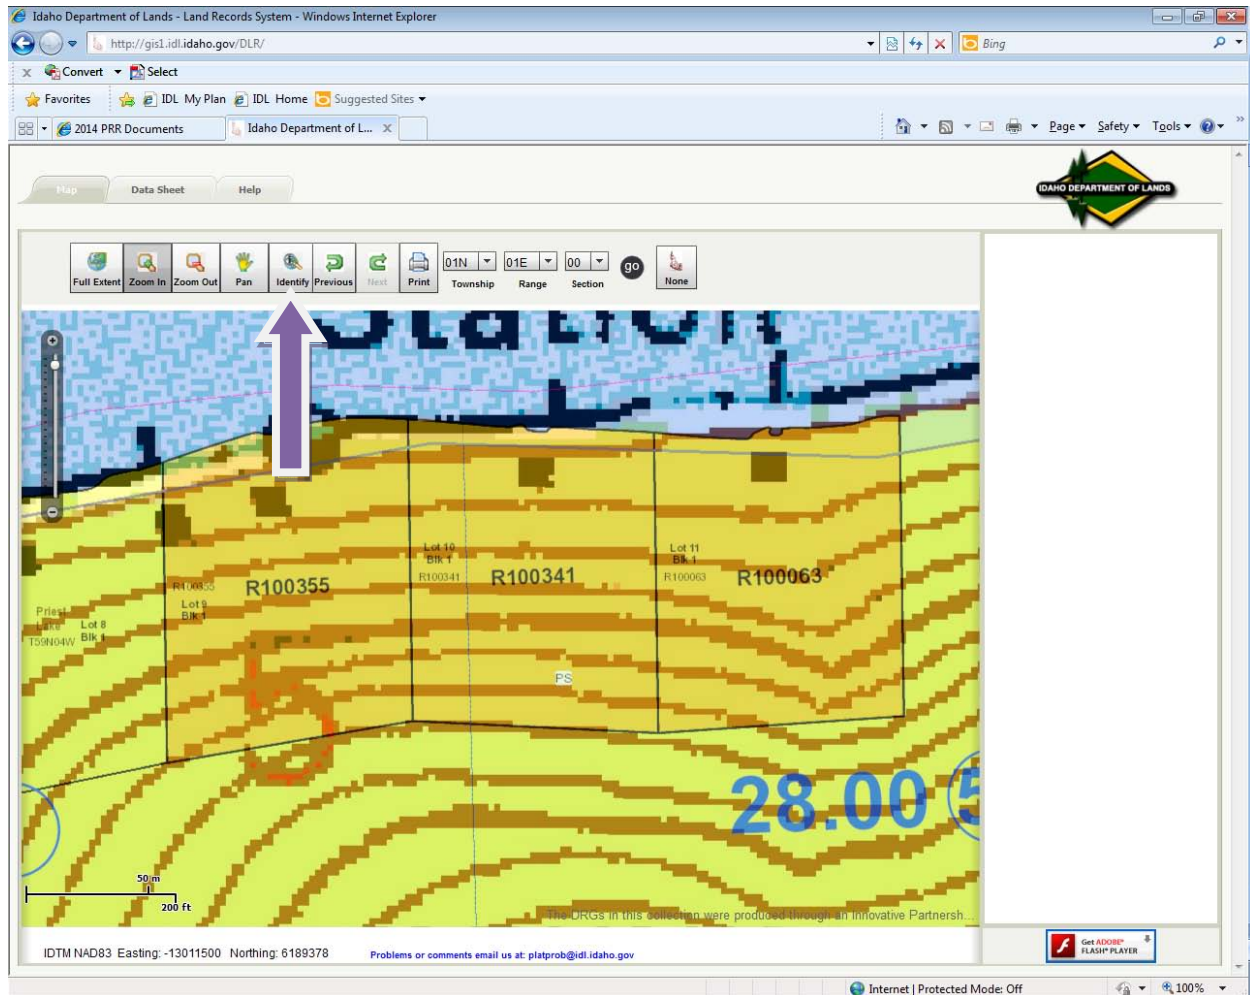 Idaho Department of Lands - Land Records System - Windows Internet Explorer
http://gis1.idl.idaho.gov/DLR/
Bing
x Convert Select
Favorites IDL My Plan IDL Home Suggested Sites
2014 PRR Documents Idaho Department of L... X
Page Safety Tools
Map Data Sheet Help
IDAHO DEPARTMENT OF LANDS
01N 01E 00 go
Full Extent Zoom In Zoom Out Pan Identify Previous Next Print Township Range Section None
Station
Lot 10
Blk 1
R100341
R100341
Lot 11
Blk 1
R100063
R100063
R100355
R100355
Lot 9
Blk 1
Priest
Lake
T59N04W
Lot 8
Blk 1
PS
28.00
5
50 m
200 ft
The DRGs in this collection were produced through an Innovative Partnersh...
IDTM NAD83 Easting: -13011500 Northing: 6189378 Problems or comments email us at: platprob@idl.idaho.gov
Get ADOBE®
FLASH® PLAYER
Internet | Protected Mode: Off 100%